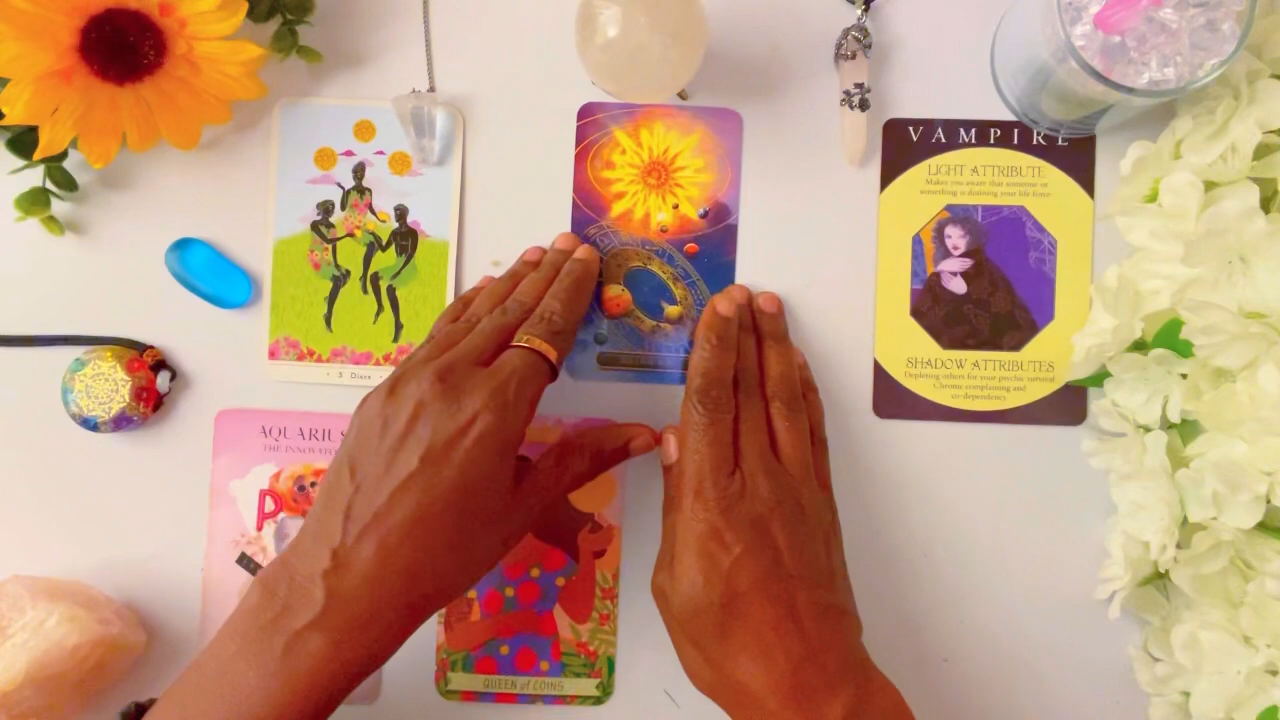 VAMPIRE
LIGHT ATTRIBUTE
Makes you aware that someone or
something is draining your life force
SHADOW ATTRIBUTES
Depleting others for your psychic survival
Chronic complaining and
co-dependency
· 3 Discs ·
AQUARIUS
THE INNOVATO
P
QUEEN of COINS